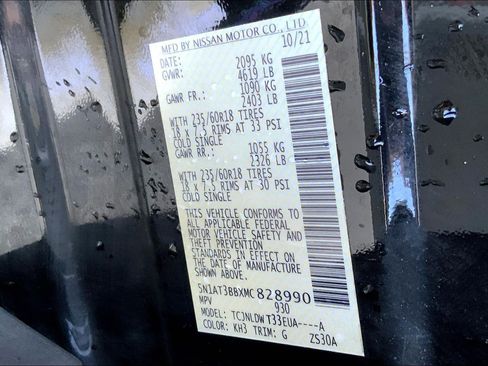 MFD BY NISSAN MOTOR CO., LTD
DATE: 10/21
GVWR: 2095 KG
4619 LB
GAWR FR.: 1090 KG
2403 LB
WITH 235/60R18 TIRES
18 x 7.5 RIMS AT 33 PSI
COLD SINGLE
GAWR RR.: 1055 KG
2326 LB
WITH 235/60R18 TIRES
18 x 7.5 RIMS AT 30 PSI
COLD SINGLE
THIS VEHICLE CONFORMS TO
ALL APPLICABLE FEDERAL
MOTOR VEHICLE SAFETY AND
THEFT PREVENTION
STANDARDS IN EFFECT ON
THE DATE OF MANUFACTURE
SHOWN ABOVE.
5N1AT3BBXMC828990
MPV 930
MODEL: TCJNLDWT33EUA----A
COLOR: KH3 TRIM: G ZS30A